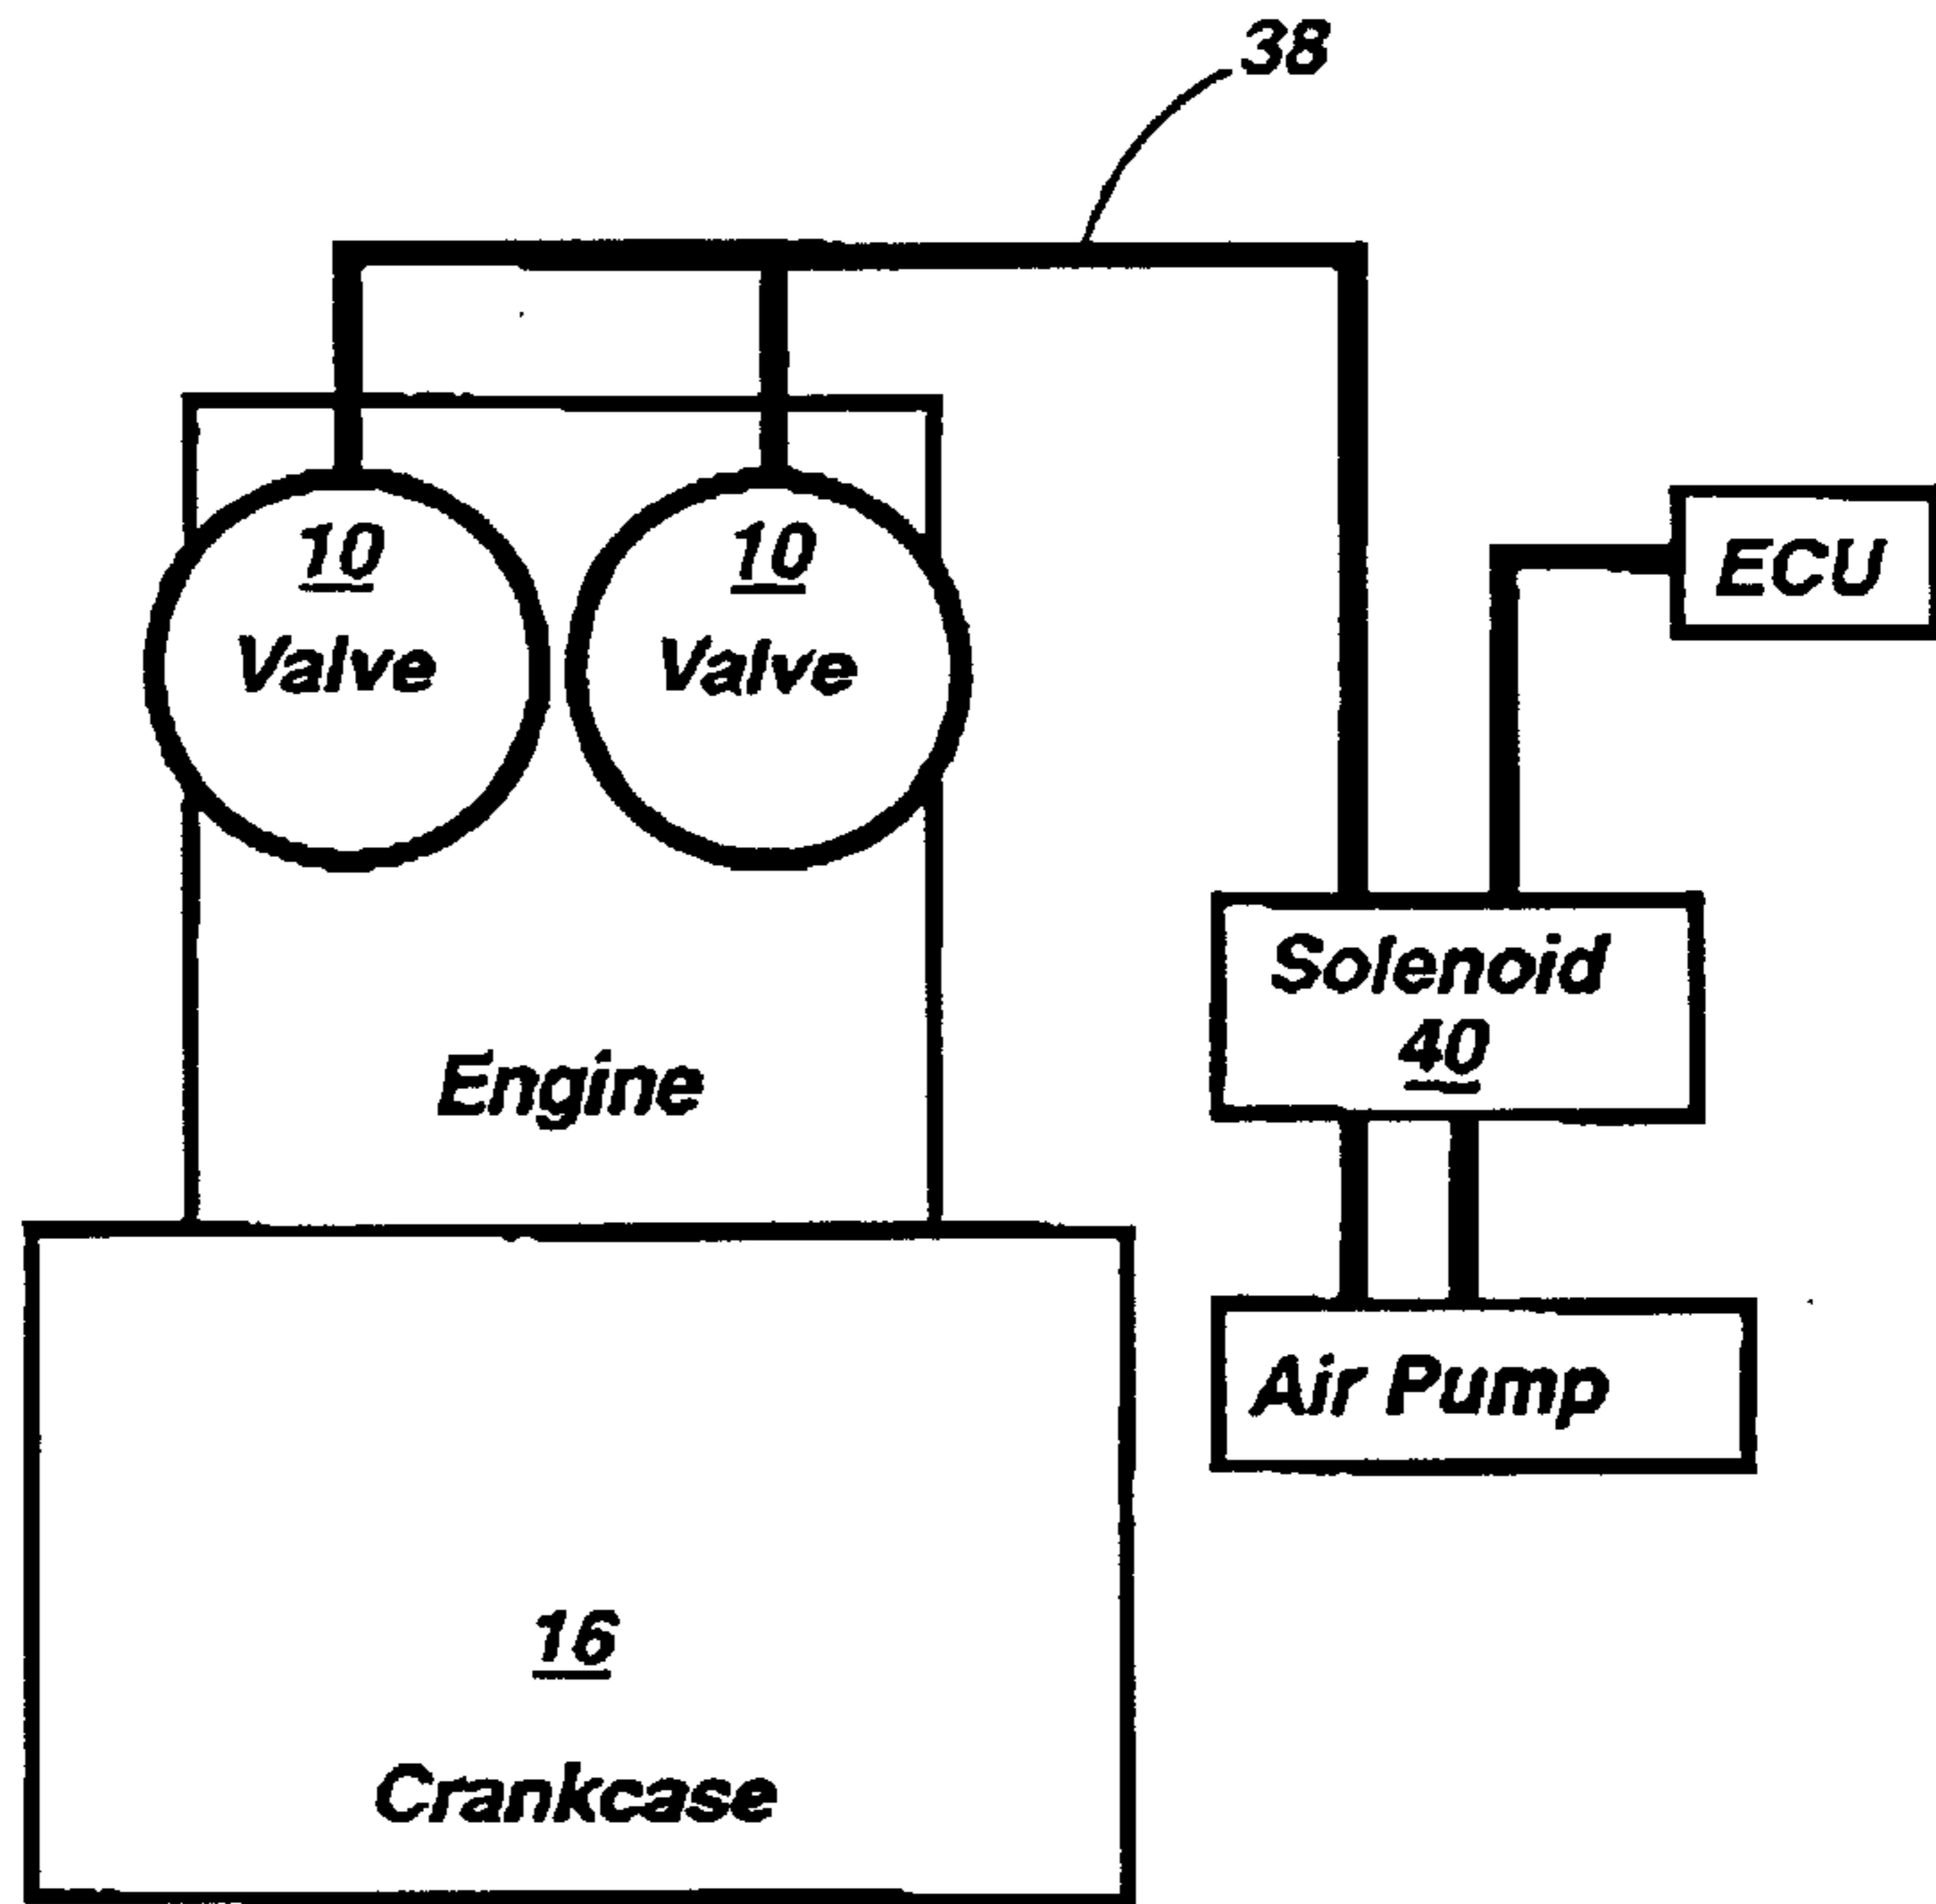 38
10
Valve
10
Valve
ECU
Solenoid
40
Engine
Air Pump
16
Crankcase